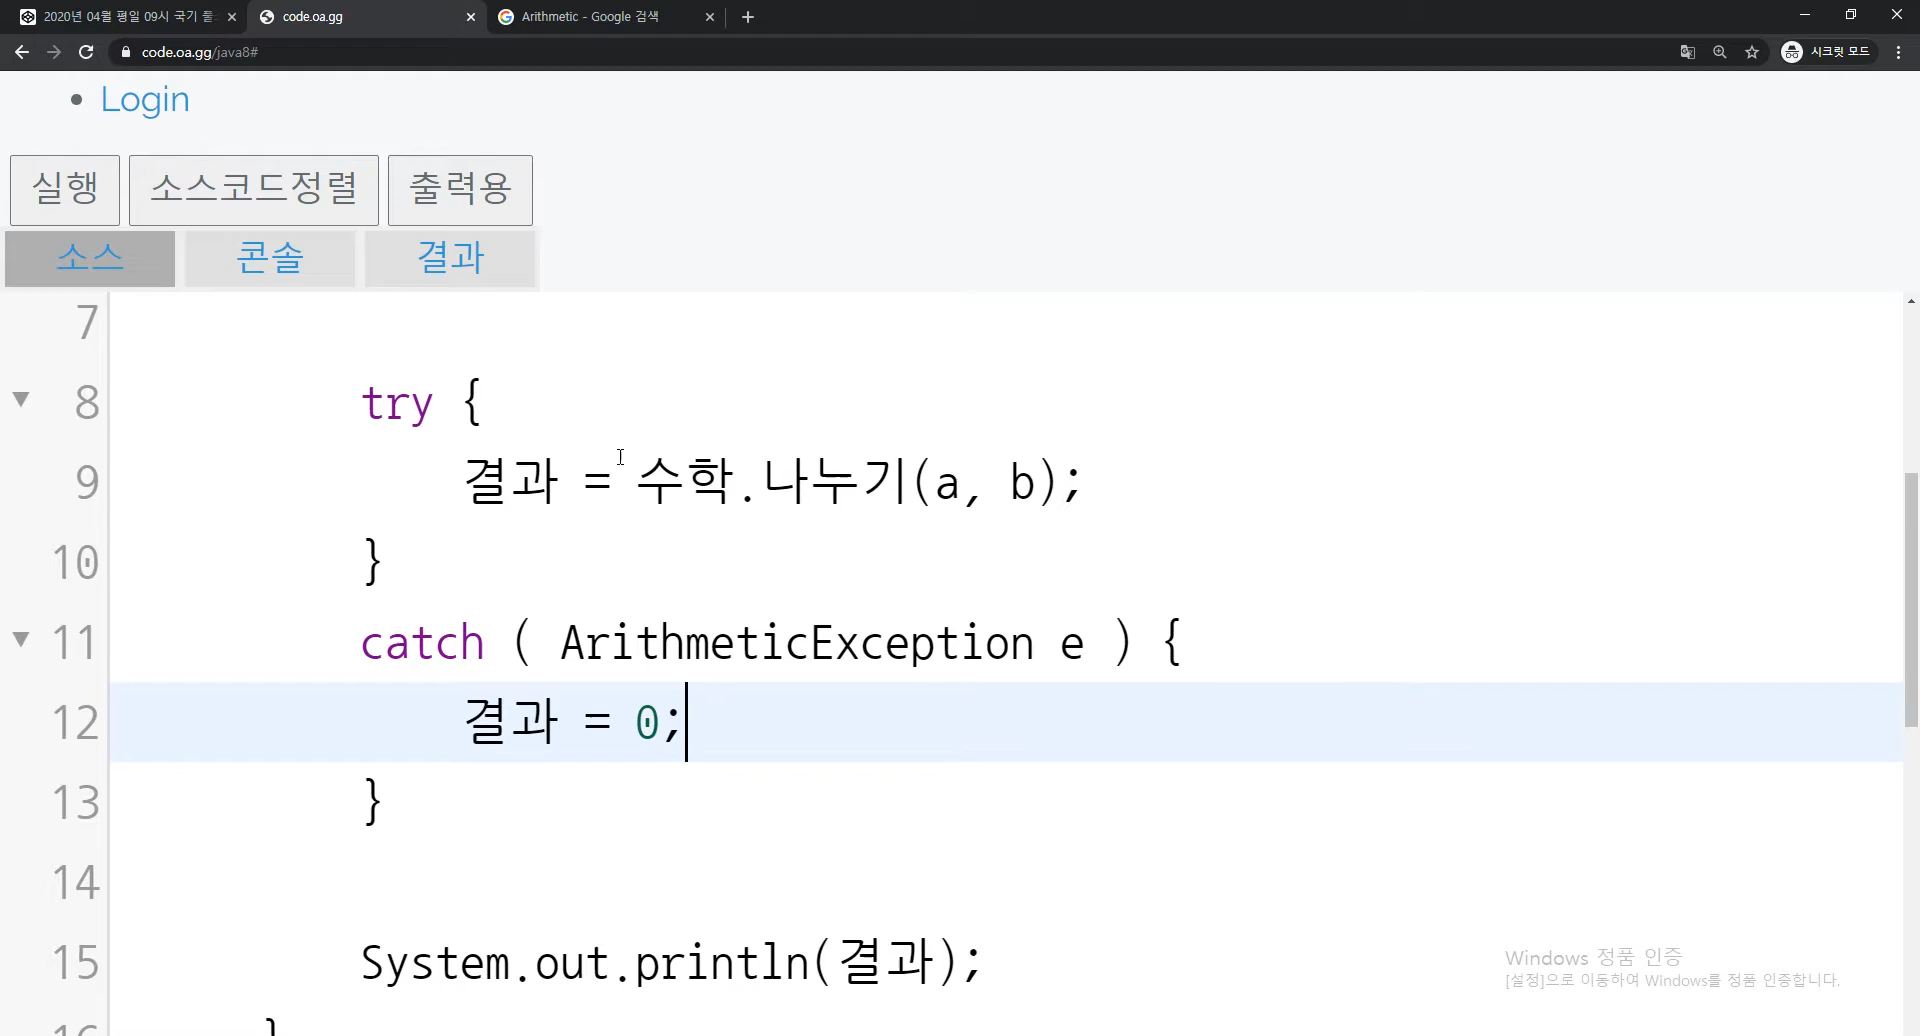 2020년 04월 평일 09시 국기 훈
code.oa.gg
Arithmetic - Google 검색
code.oa.gg/java8#
시크릿 모드
Login
실행 소스코드정렬 출력용
소스 콘솔 결과
7
8 try {
9 결과 = 수학.나누기(a, b);
10 }
11 catch ( ArithmeticException e ) {
12 결과 = 0;
13 }
14
15 System.out.println(결과);
16 }
Windows 정품 인증
[설정]으로 이동하여 Windows를 정품 인증합니다.